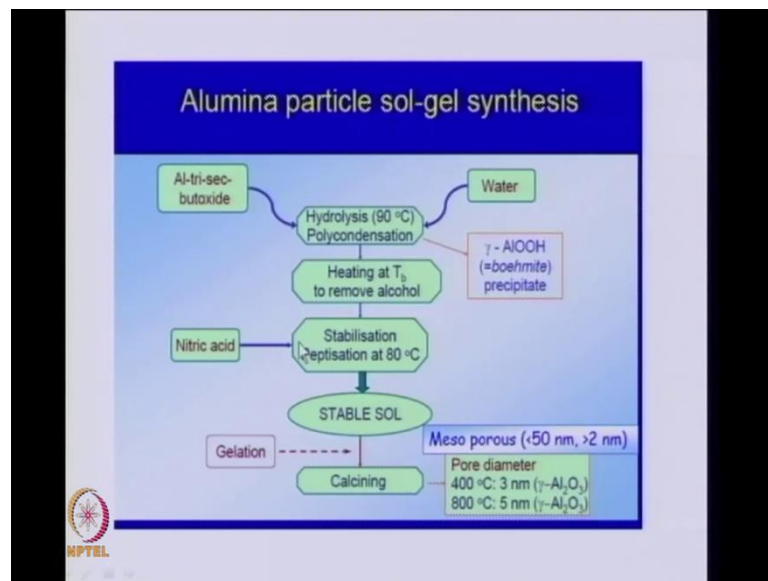 Alumina particle sol-gel synthesis
Al-tri-sec-
butoxide
Water
Hydrolysis (90 °C)
Polycondensation
γ - AlOOH
(=boehmite)
precipitate
Heating at Tb
to remove alcohol
Nitric acid
Stabilisation
Peptisation at 80 °C
STABLE SOL
Meso porous (<50 nm, >2 nm)
Gelation
Calcining
Pore diameter
400 °C: 3 nm (γ-Al2O3)
800 °C: 5 nm (γ-Al2O3)
NPTEL